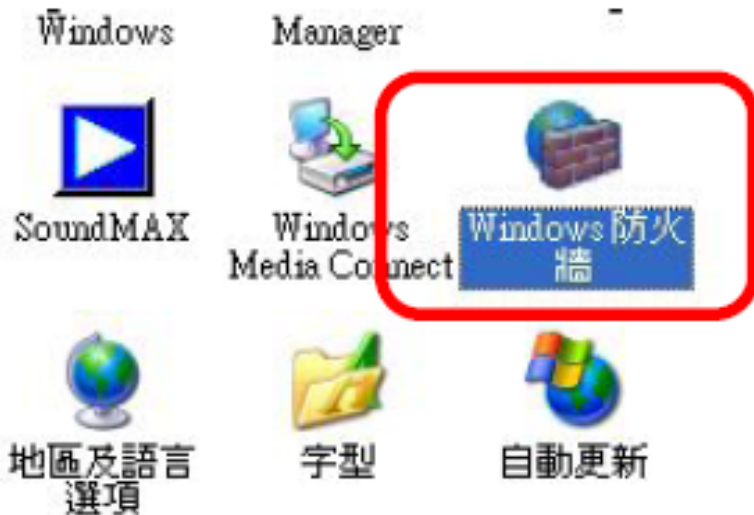 Windows
Manager
SoundMAX
Windows
Media Connect
Windows 防火
牆
地區及語言
選項
字型
自動更新